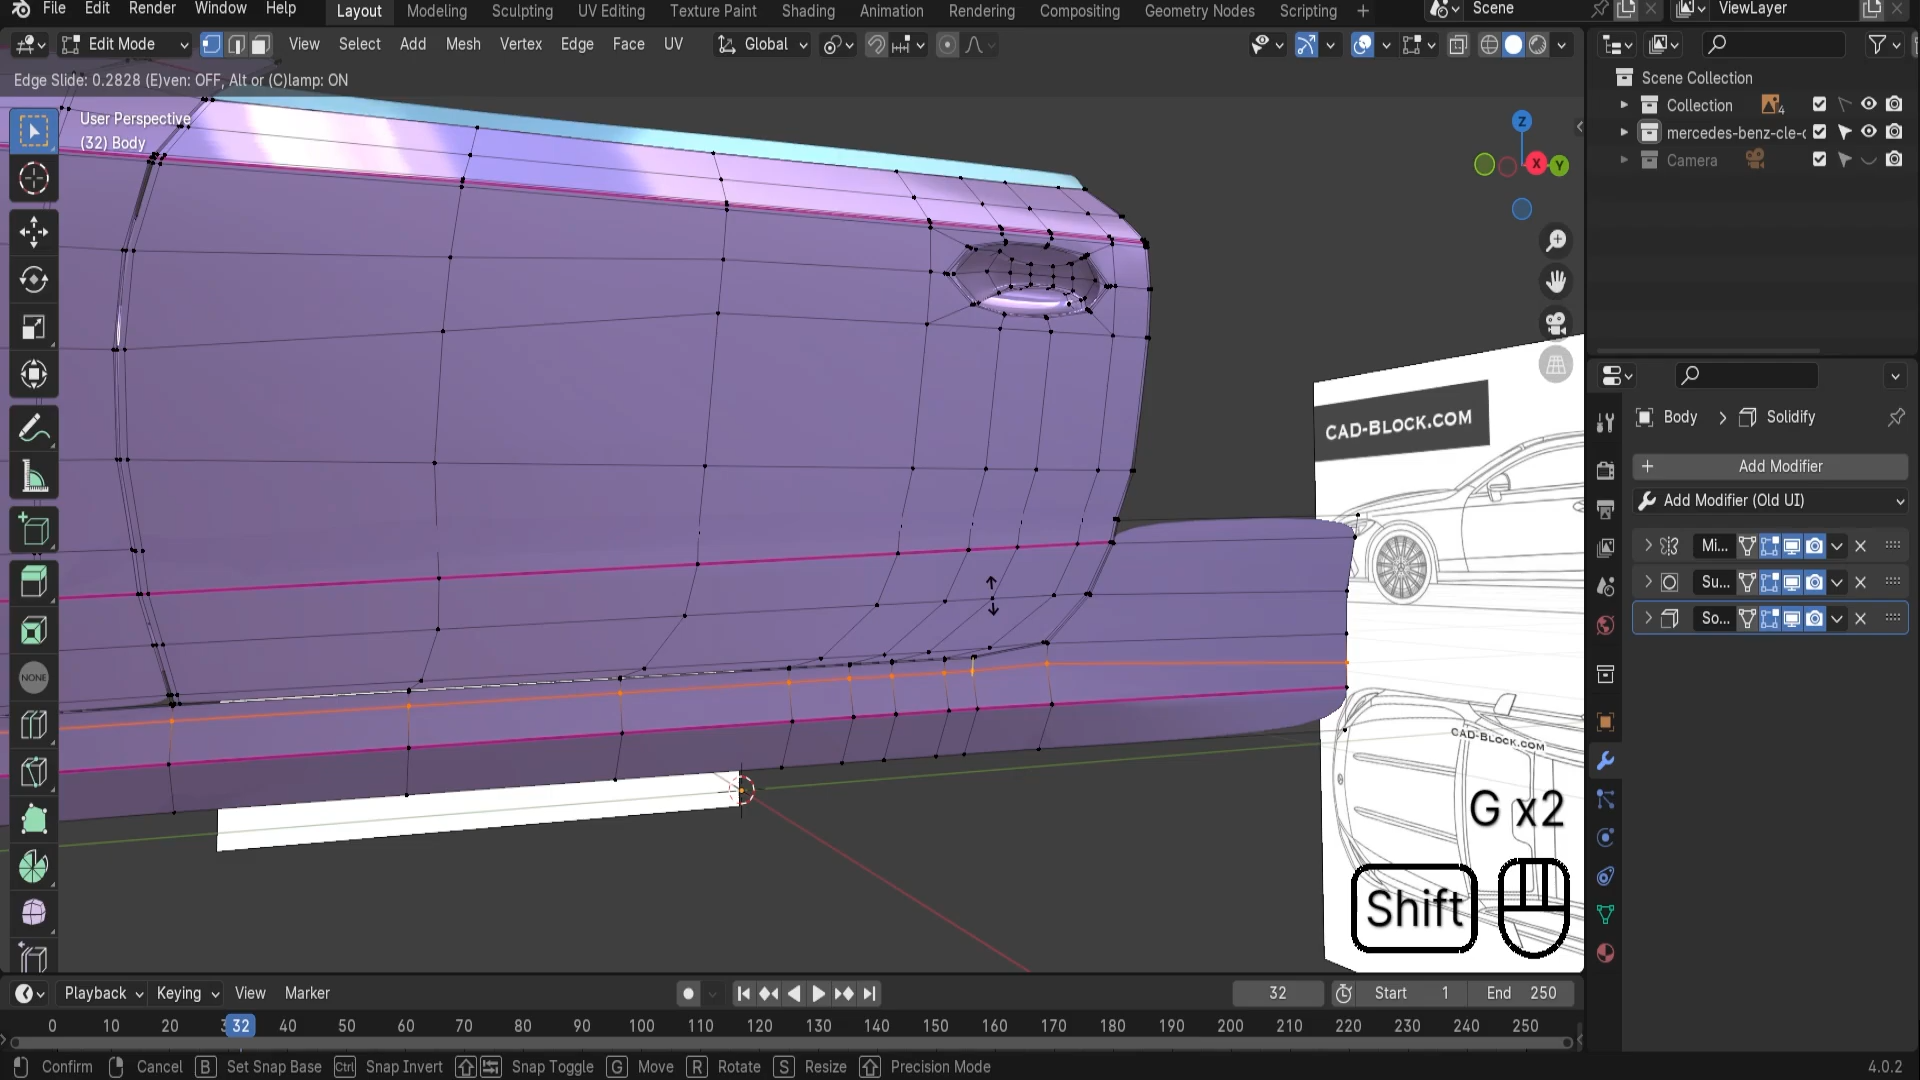 File Edit Render Window Help Layout Modeling Sculpting UV Editing Texture Paint Shading Animation Rendering Compositing Geometry Nodes Scripting + Scene ViewLayer
Edit Mode View Select Add Mesh Vertex Edge Face UV Global
Edge Slide: 0.2828 (E)ven: OFF, Alt or (C)lamp: ON
User Perspective
(32) Body
Z
X
Y
NONE
CAD-BLOCK.COM
CAD-BLOCK.COM
G x2
Shift
Scene Collection
Collection 4
mercedes-benz-cle-c
Camera
Body > Solidify
+ Add Modifier
Add Modifier (Old UI)
Mi...
Su...
So...
Playback Keying View Marker 32 Start 1 End 250
0 10 20 32 40 50 60 70 80 90 100 110 120 130 140 150 160 170 180 190 200 210 220 230 240 250
Confirm Cancel B Set Snap Base Ctrl Snap Invert Snap Toggle G Move R Rotate S Resize Precision Mode 4.0.2